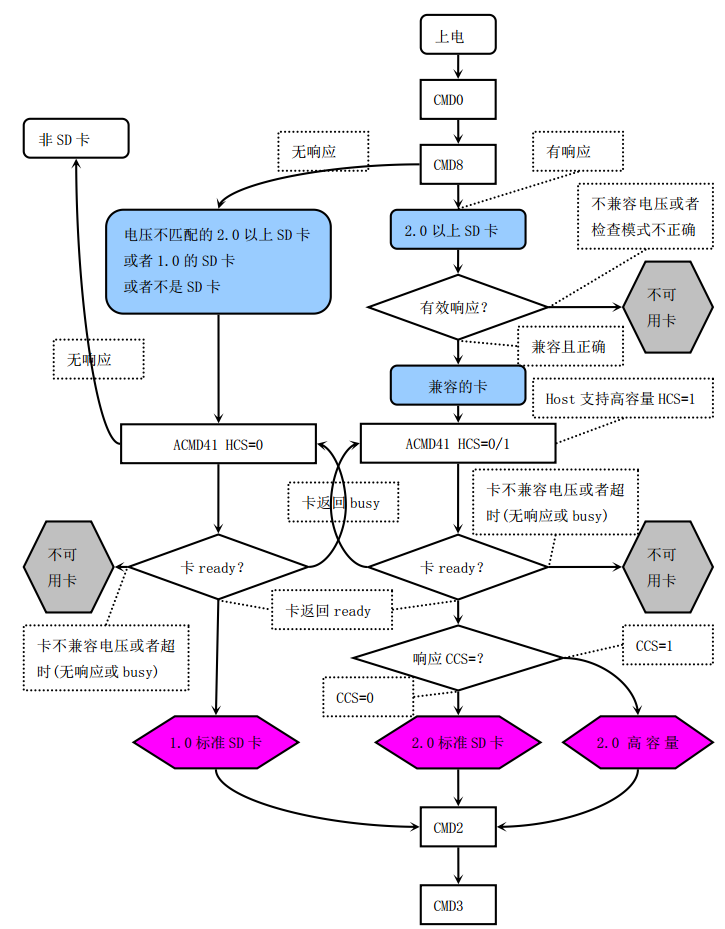 上电
CMD0
非SD卡
无响应
CMD8
有响应
不兼容电压或者
检查模式不正确
电压不匹配的2.0以上SD卡
或者1.0的SD卡
或者不是SD卡
2.0以上SD卡
有效响应?
不可
用卡
无响应
兼容且正确
兼容的卡
Host支持高容量HCS=1
ACMD41 HCS=0
ACMD41 HCS=0/1
卡返回busy
卡不兼容电压或者超
时(无响应或busy)
不可
用卡
卡ready?
卡ready?
不可
用卡
卡返回ready
卡不兼容电压或者超
时(无响应或busy)
响应CCS=?
CCS=1
CCS=0
1.0标准SD卡
2.0标准SD卡
2.0 高容量
CMD2
CMD3